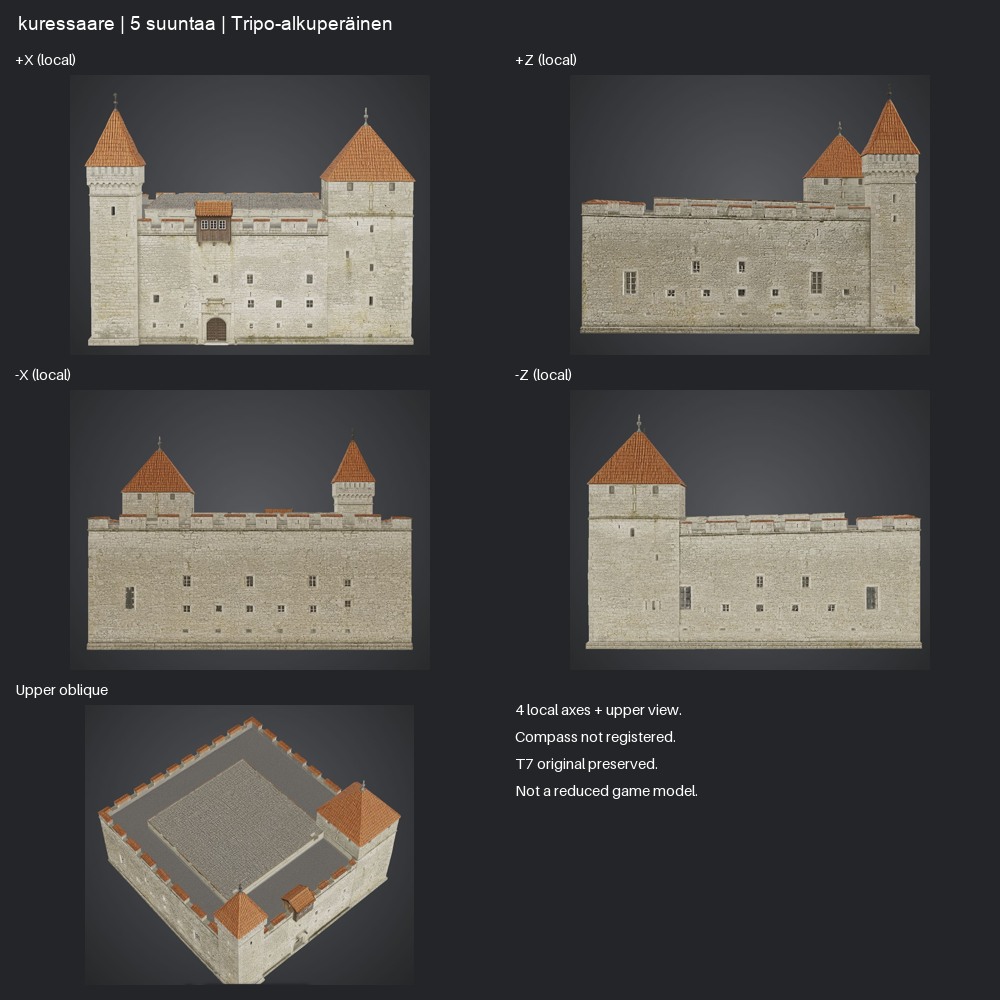 kuressaare | 5 suuntaa | Tripo-alkuperäinen
+X (local)
+Z (local)
-X (local)
-Z (local)
Upper oblique
4 local axes + upper view.
Compass not registered.
T7 original preserved.
Not a reduced game model.